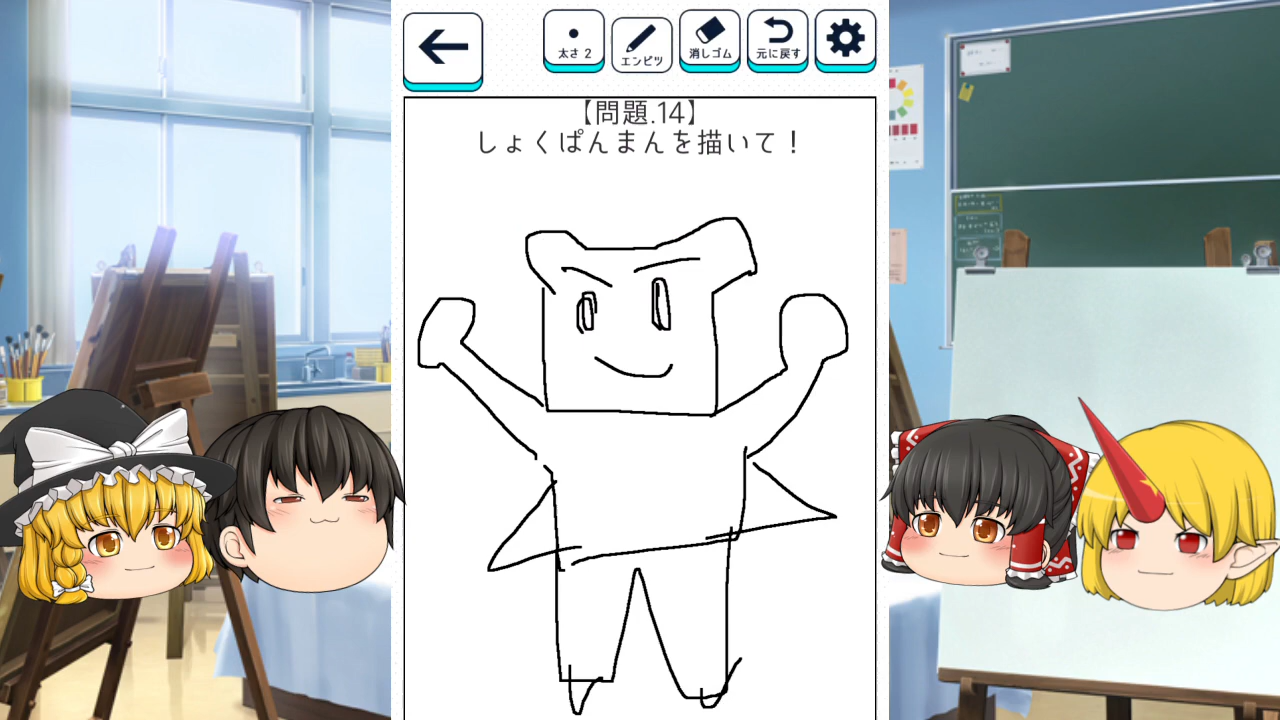 太さ 2
エンピツ
消しゴム
元に戻す
【問題.14】
しょくぱんまんを描いて！